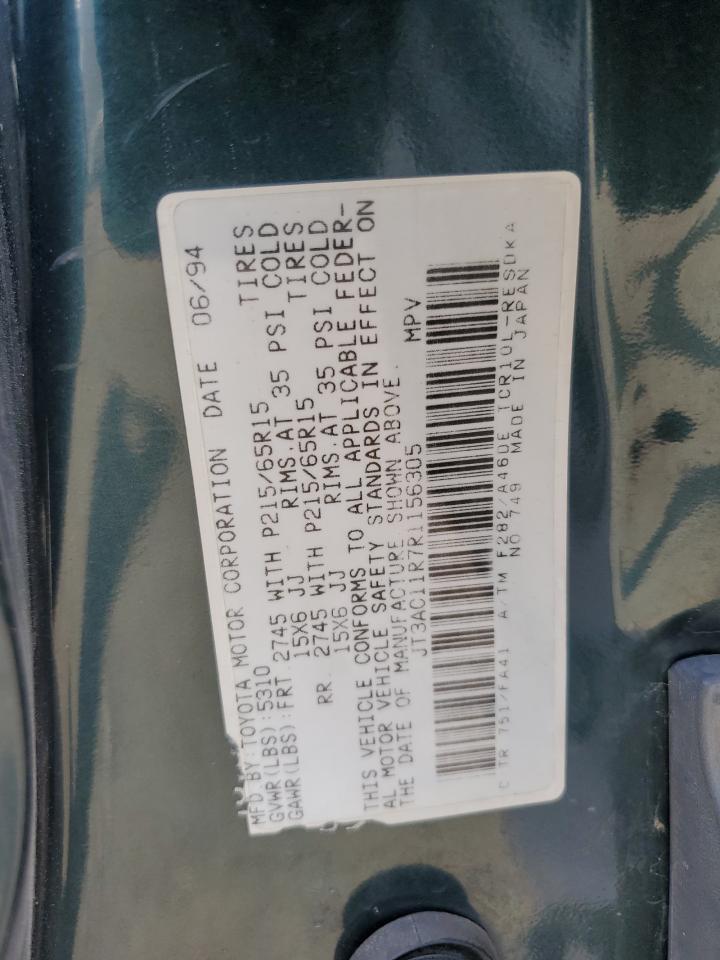 MFD.BY:TOYOTA MOTOR CORPORATION DATE 06/94
GVWR(LBS):5310
GAWR(LBS):FRT 2745 WITH P215/65R15 TIRES
15X6 JJ RIMS.AT 35 PSI COLD
RR. 2745 WITH P215/65R15 TIRES
15X6 JJ RIMS.AT 35 PSI COLD
THIS VEHICLE CONFORMS TO ALL APPLICABLE FEDER-
AL MOTOR VEHICLE SAFETY STANDARDS IN EFFECT ON
THE DATE OF MANUFACTURE SHOWN ABOVE.
JT3AC11R7R1156305 MPV
C TR 751/FA41 A/TM F282/A46DE TCR10L-RESDKA
NO.749 MADE IN JAPAN